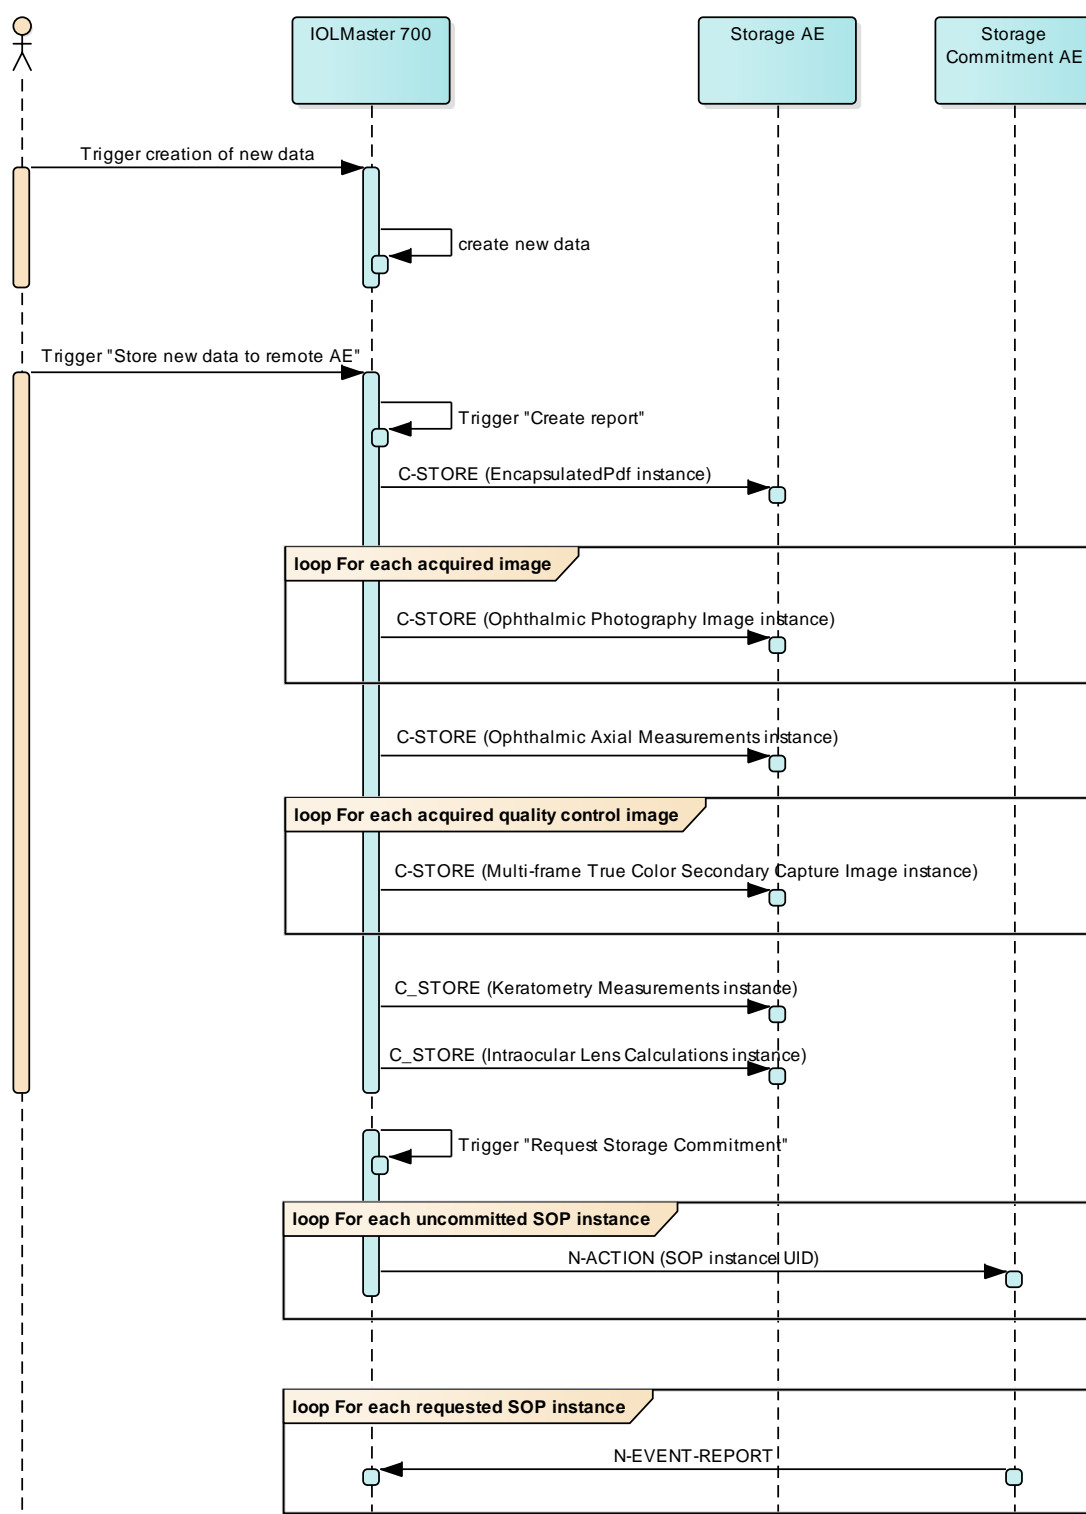 IOLMaster 700
Storage AE
Storage
Commitment AE
Trigger creation of new data
create new data
Trigger "Store new data to remote AE"
Trigger "Create report"
C-STORE (EncapsulatedPdf instance)
loop For each acquired image
C-STORE (Ophthalmic Photography Image instance)
C-STORE (Ophthalmic Axial Measurements instance)
loop For each acquired quality control image
C-STORE (Multi-frame True Color Secondary Capture Image instance)
C_STORE (Keratometry Measurements instance)
C_STORE (Intraocular Lens Calculations instance)
Trigger "Request Storage Commitment"
loop For each uncommitted SOP instance
N-ACTION (SOP instance UID)
loop For each requested SOP instance
N-EVENT-REPORT